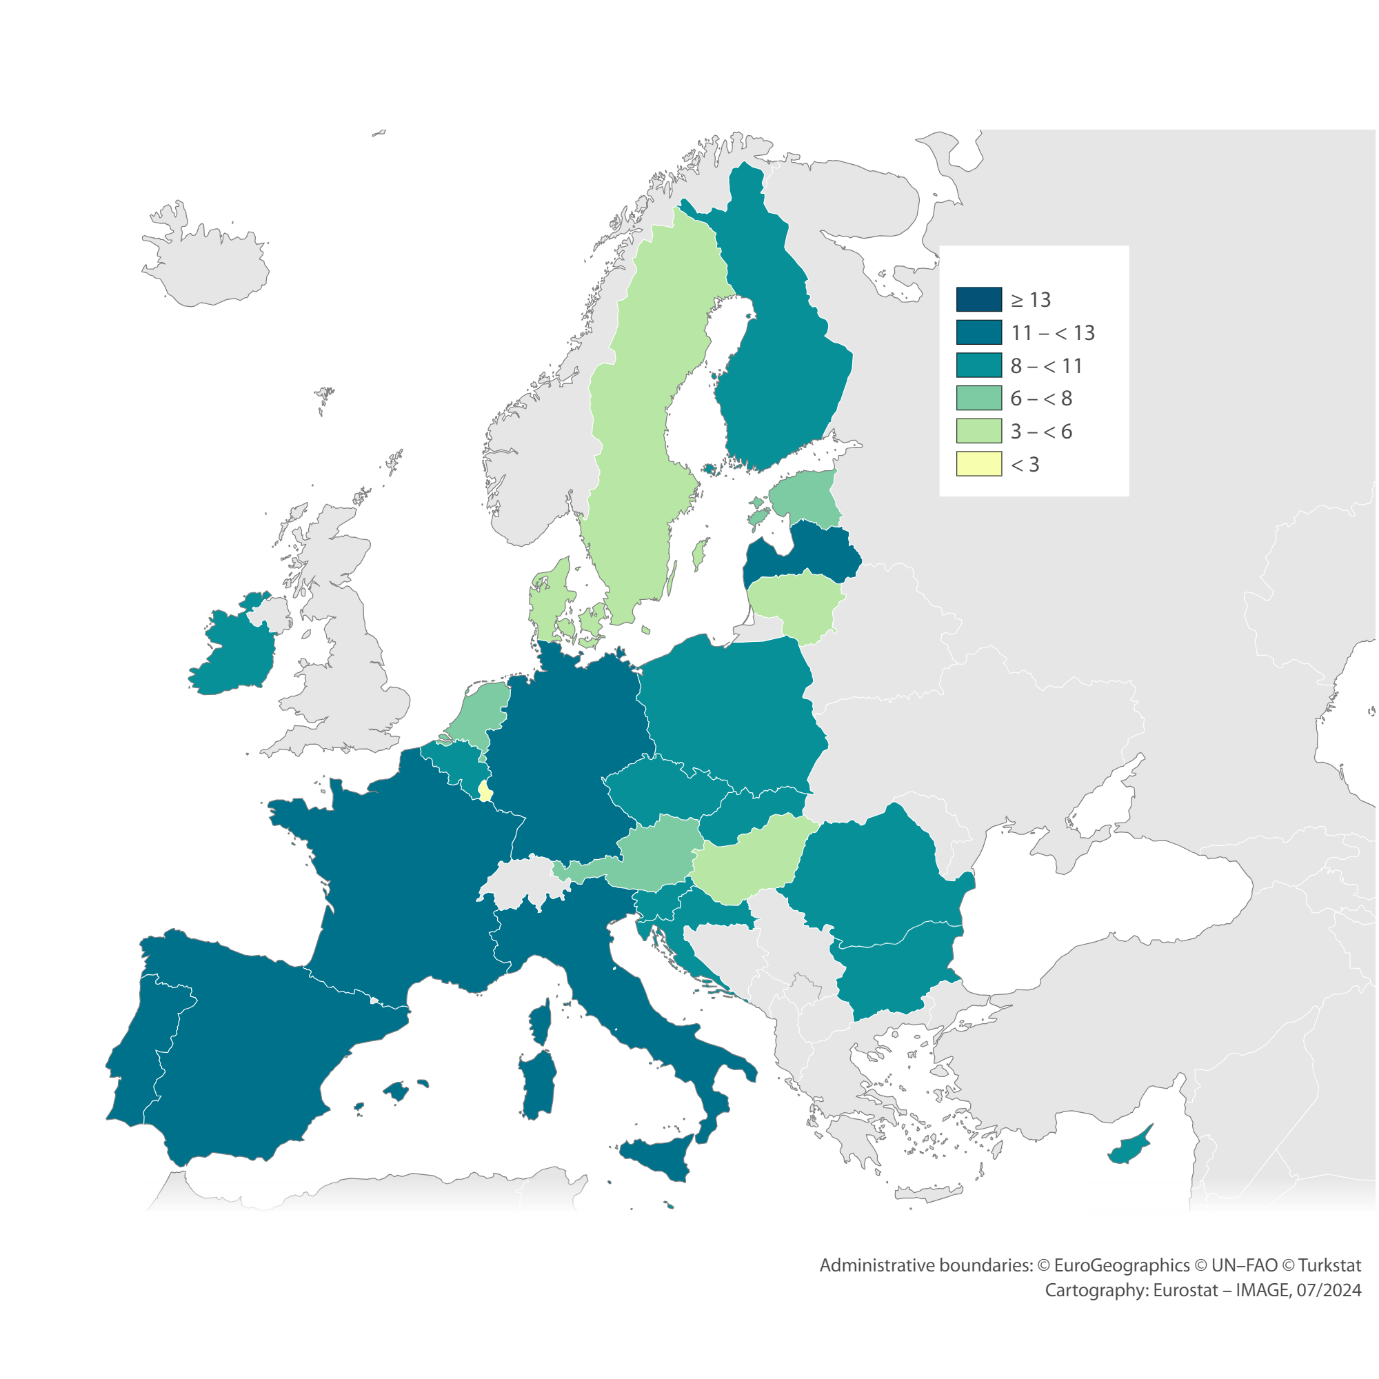 ≥ 13
11 – < 13
8 – < 11
6 – < 8
3 – < 6
< 3
Administrative boundaries: © EuroGeographics © UN–FAO © Turkstat
Cartography: Eurostat – IMAGE, 07/2024